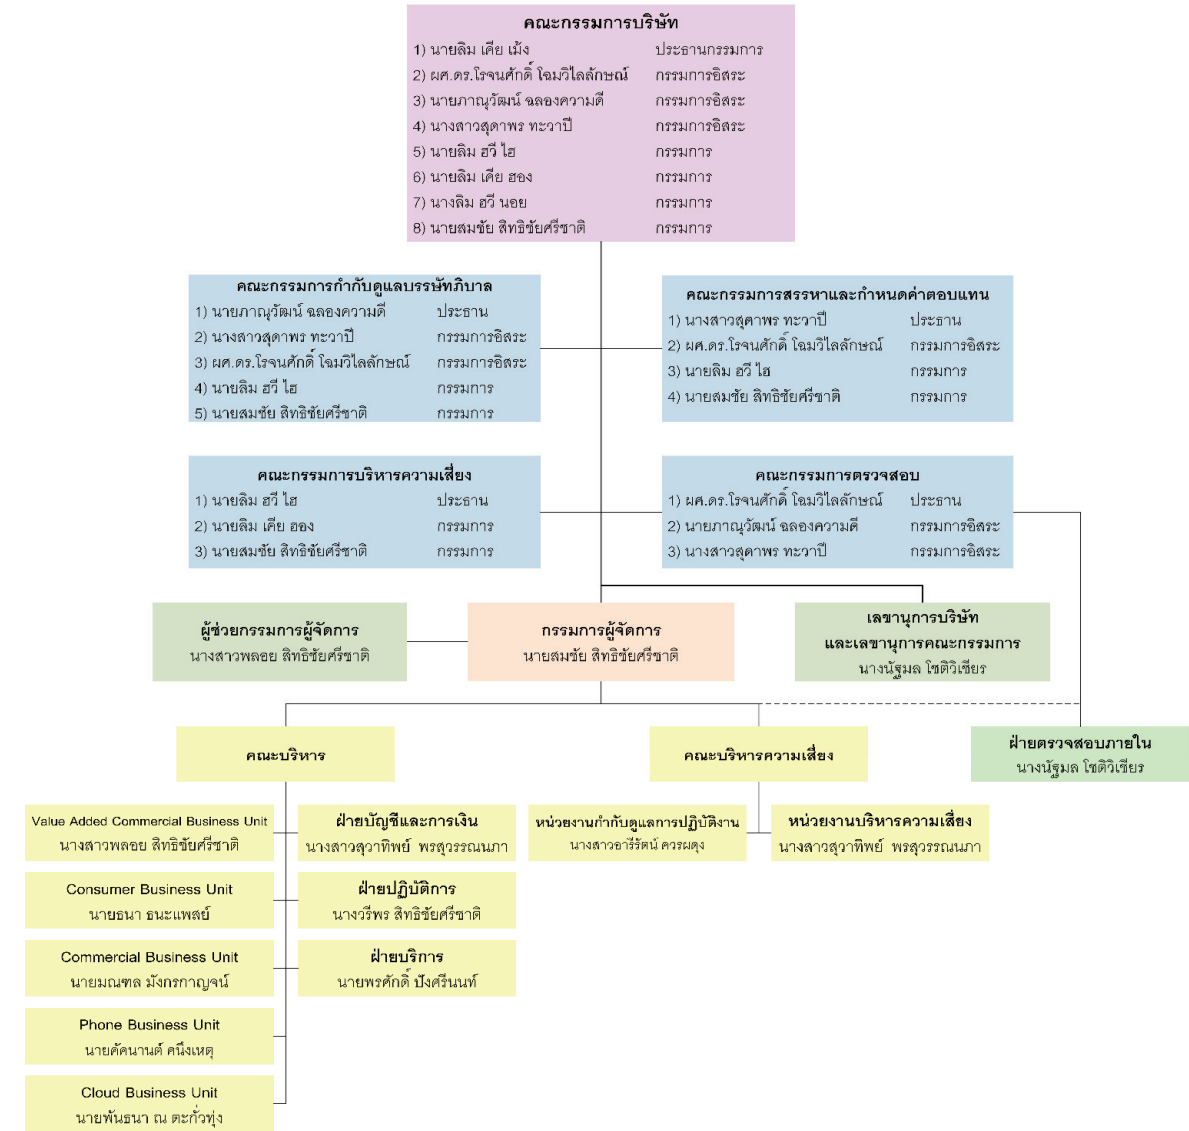 คณะกรรมการบริษัท
1) นายลิม เคีย เม้ง ประธานกรรมการ
2) ผศ.ดร.โรจนศักดิ์ โฉมวิไลลักษณ์ กรรมการอิสระ
3) นายภาณุวัฒน์ ฉลองความดี กรรมการอิสระ
4) นางสาวสุดาพร ทะวาปี กรรมการอิสระ
5) นายลิม ฮวี ไฮ กรรมการ
6) นายลิม เคีย ฮอง กรรมการ
7) นางลิม ฮวี นอย กรรมการ
8) นายสมชัย สิทธิชัยศรีชาติ กรรมการ
คณะกรรมการกำกับดูแลบรรษัทภิบาล
1) นายภาณุวัฒน์ ฉลองความดี ประธาน
2) นางสาวสุดาพร ทะวาปี กรรมการอิสระ
3) ผศ.ดร.โรจนศักดิ์ โฉมวิไลลักษณ์ กรรมการอิสระ
4) นายลิม ฮวี ไฮ กรรมการ
5) นายสมชัย สิทธิชัยศรีชาติ กรรมการ
คณะกรรมการสรรหาและกำหนดค่าตอบแทน
1) นางสาวสุดาพร ทะวาปี ประธาน
2) ผศ.ดร.โรจนศักดิ์ โฉมวิไลลักษณ์ กรรมการอิสระ
3) นายลิม ฮวี ไฮ กรรมการ
4) นายสมชัย สิทธิชัยศรีชาติ กรรมการ
คณะกรรมการบริหารความเสี่ยง
1) นายลิม ฮวี ไฮ ประธาน
2) นายลิม เคีย ฮอง กรรมการ
3) นายสมชัย สิทธิชัยศรีชาติ กรรมการ
คณะกรรมการตรวจสอบ
1) ผศ.ดร.โรจนศักดิ์ โฉมวิไลลักษณ์ ประธาน
2) นายภาณุวัฒน์ ฉลองความดี กรรมการอิสระ
3) นางสาวสุดาพร ทะวาปี กรรมการอิสระ
ผู้ช่วยกรรมการผู้จัดการ
นางสาวพลอย สิทธิชัยศรีชาติ
กรรมการผู้จัดการ
นายสมชัย สิทธิชัยศรีชาติ
เลขานุการบริษัท
และเลขานุการคณะกรรมการ
นางนัฐมล โชติวิเชียร
คณะบริหาร
คณะบริหารความเสี่ยง
ฝ่ายตรวจสอบภายใน
นางนัฐมล โชติวิเชียร
Value Added Commercial Business Unit
นางสาวพลอย สิทธิชัยศรีชาติ
ฝ่ายบัญชีและการเงิน
นางสาวสุวาทิพย์ พรสุวรรณนภา
หน่วยงานกำกับดูแลการปฏิบัติงาน
นางสาวอารีรัตน์ ควรผดุง
หน่วยงานบริหารความเสี่ยง
นางสาวสุวาทิพย์ พรสุวรรณนภา
Consumer Business Unit
นายธนา ธนะแพสย์
ฝ่ายปฏิบัติการ
นางวรีพร สิทธิชัยศรีชาติ
Commercial Business Unit
นายมณฑล มังกรกาญจน์
ฝ่ายบริการ
นายพรศักดิ์ ปังศรีนนท์
Phone Business Unit
นายคัคนานต์ คนึงเหตุ
Cloud Business Unit
นายพันธนา ณ ตะกั่วทุ่ง